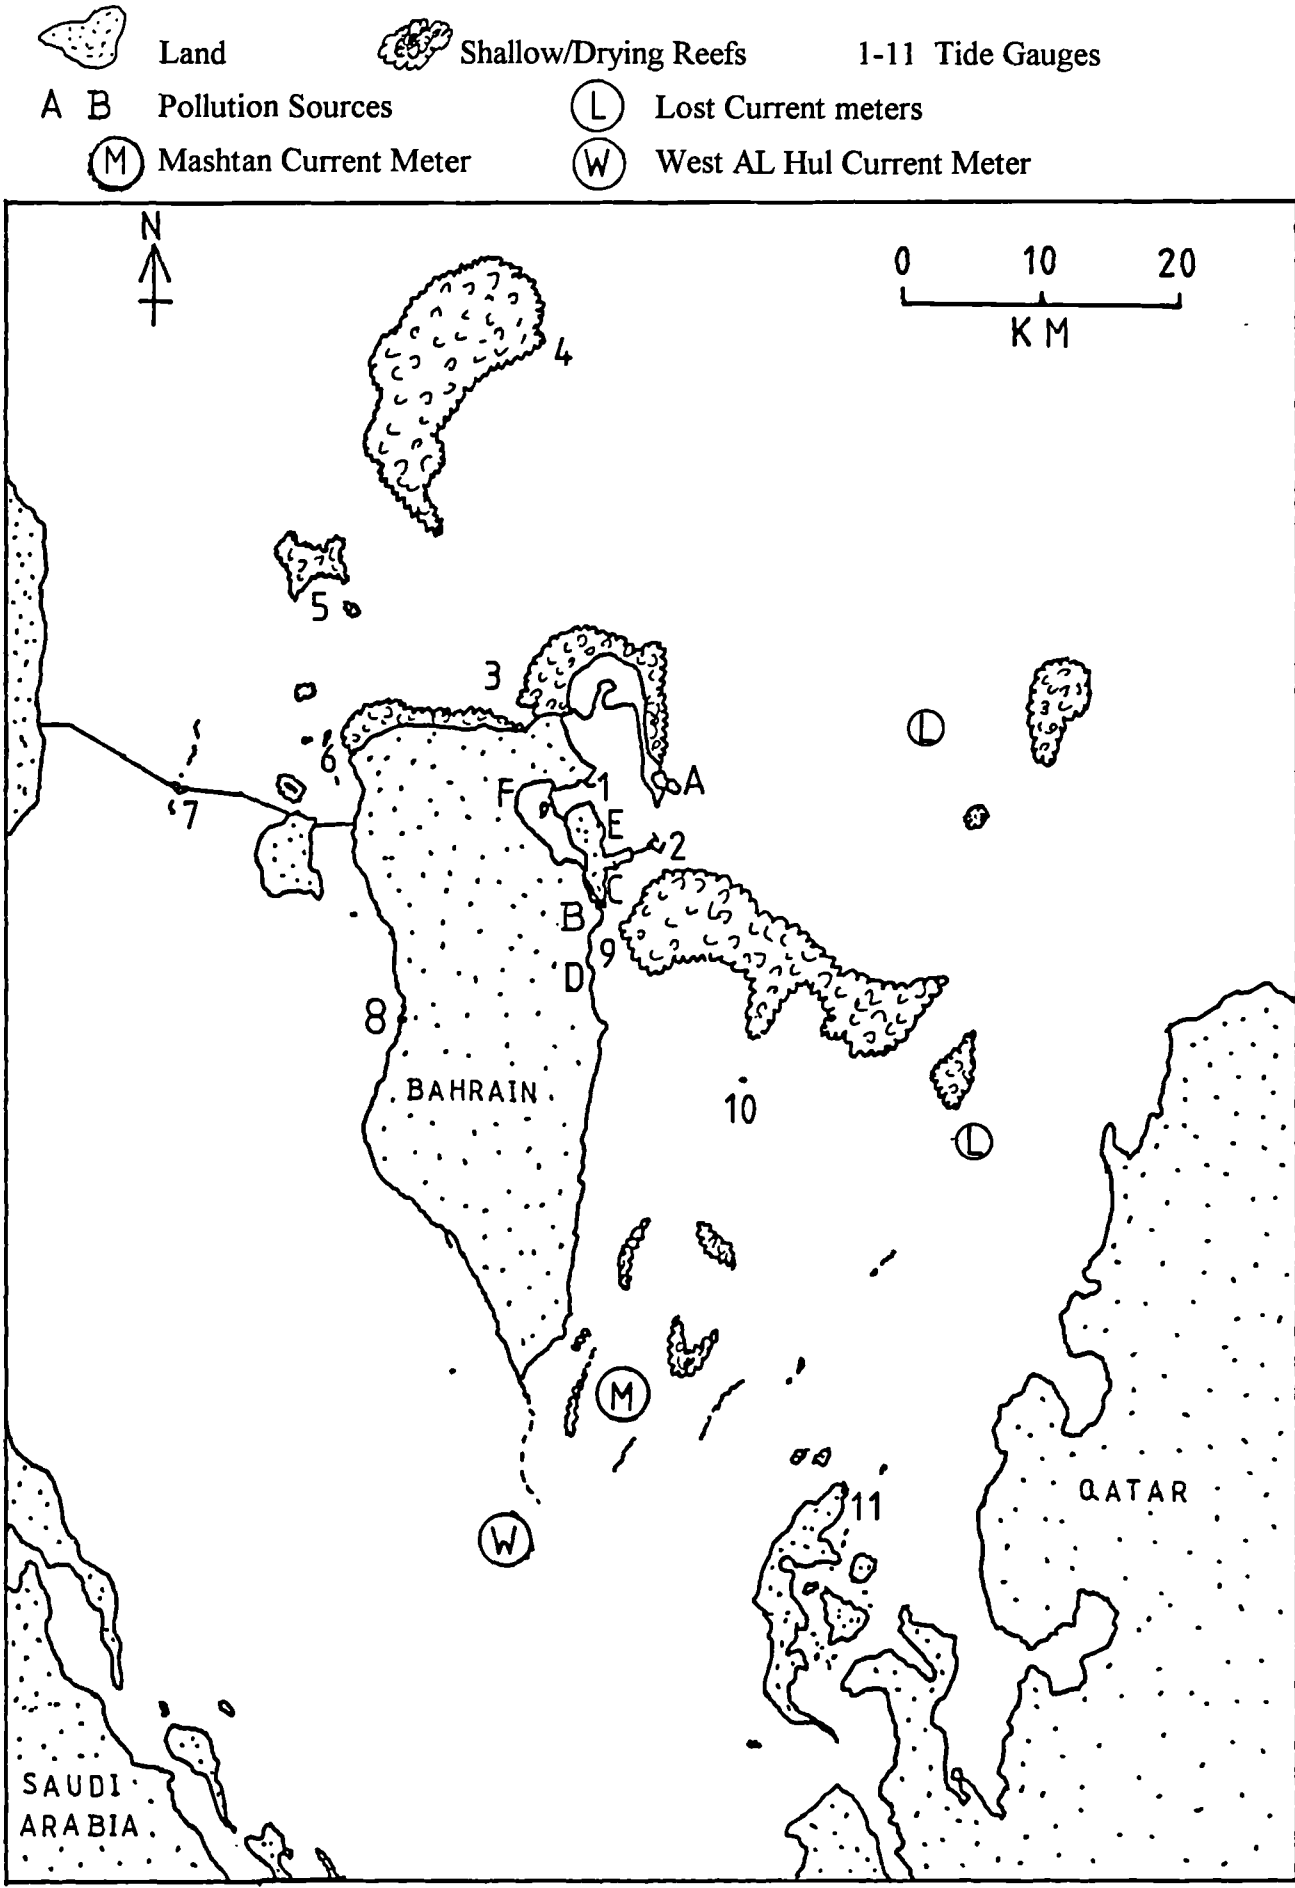 Land Shallow/Drying Reefs 1-11 Tide Gauges
A B Pollution Sources L Lost Current meters
M Mashtan Current Meter W West AL Hul Current Meter
N
0 10 20
KM
4
5
3
L
6
A
7
F 1
E
2
C
B
9
D
8
BAHRAIN
10
L
M
QATAR
11
W
SAUDI
ARABIA